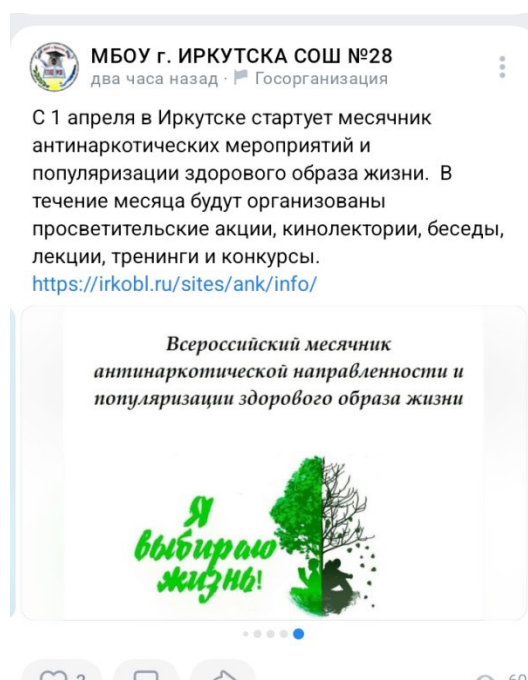 МБОУ г. ИРКУТСКА СОШ №28
два часа назад · Госорганизация
С 1 апреля в Иркутске стартует месячник
антинаркотических мероприятий и
популяризации здорового образа жизни. В
течение месяца будут организованы
просветительские акции, кинолектории, беседы,
лекции, тренинги и конкурсы.
https://irkobl.ru/sites/ank/info/
Всероссийский месячник
антинаркотической направленности и
популяризации здорового образа жизни
Я
выбираю
жизнь!